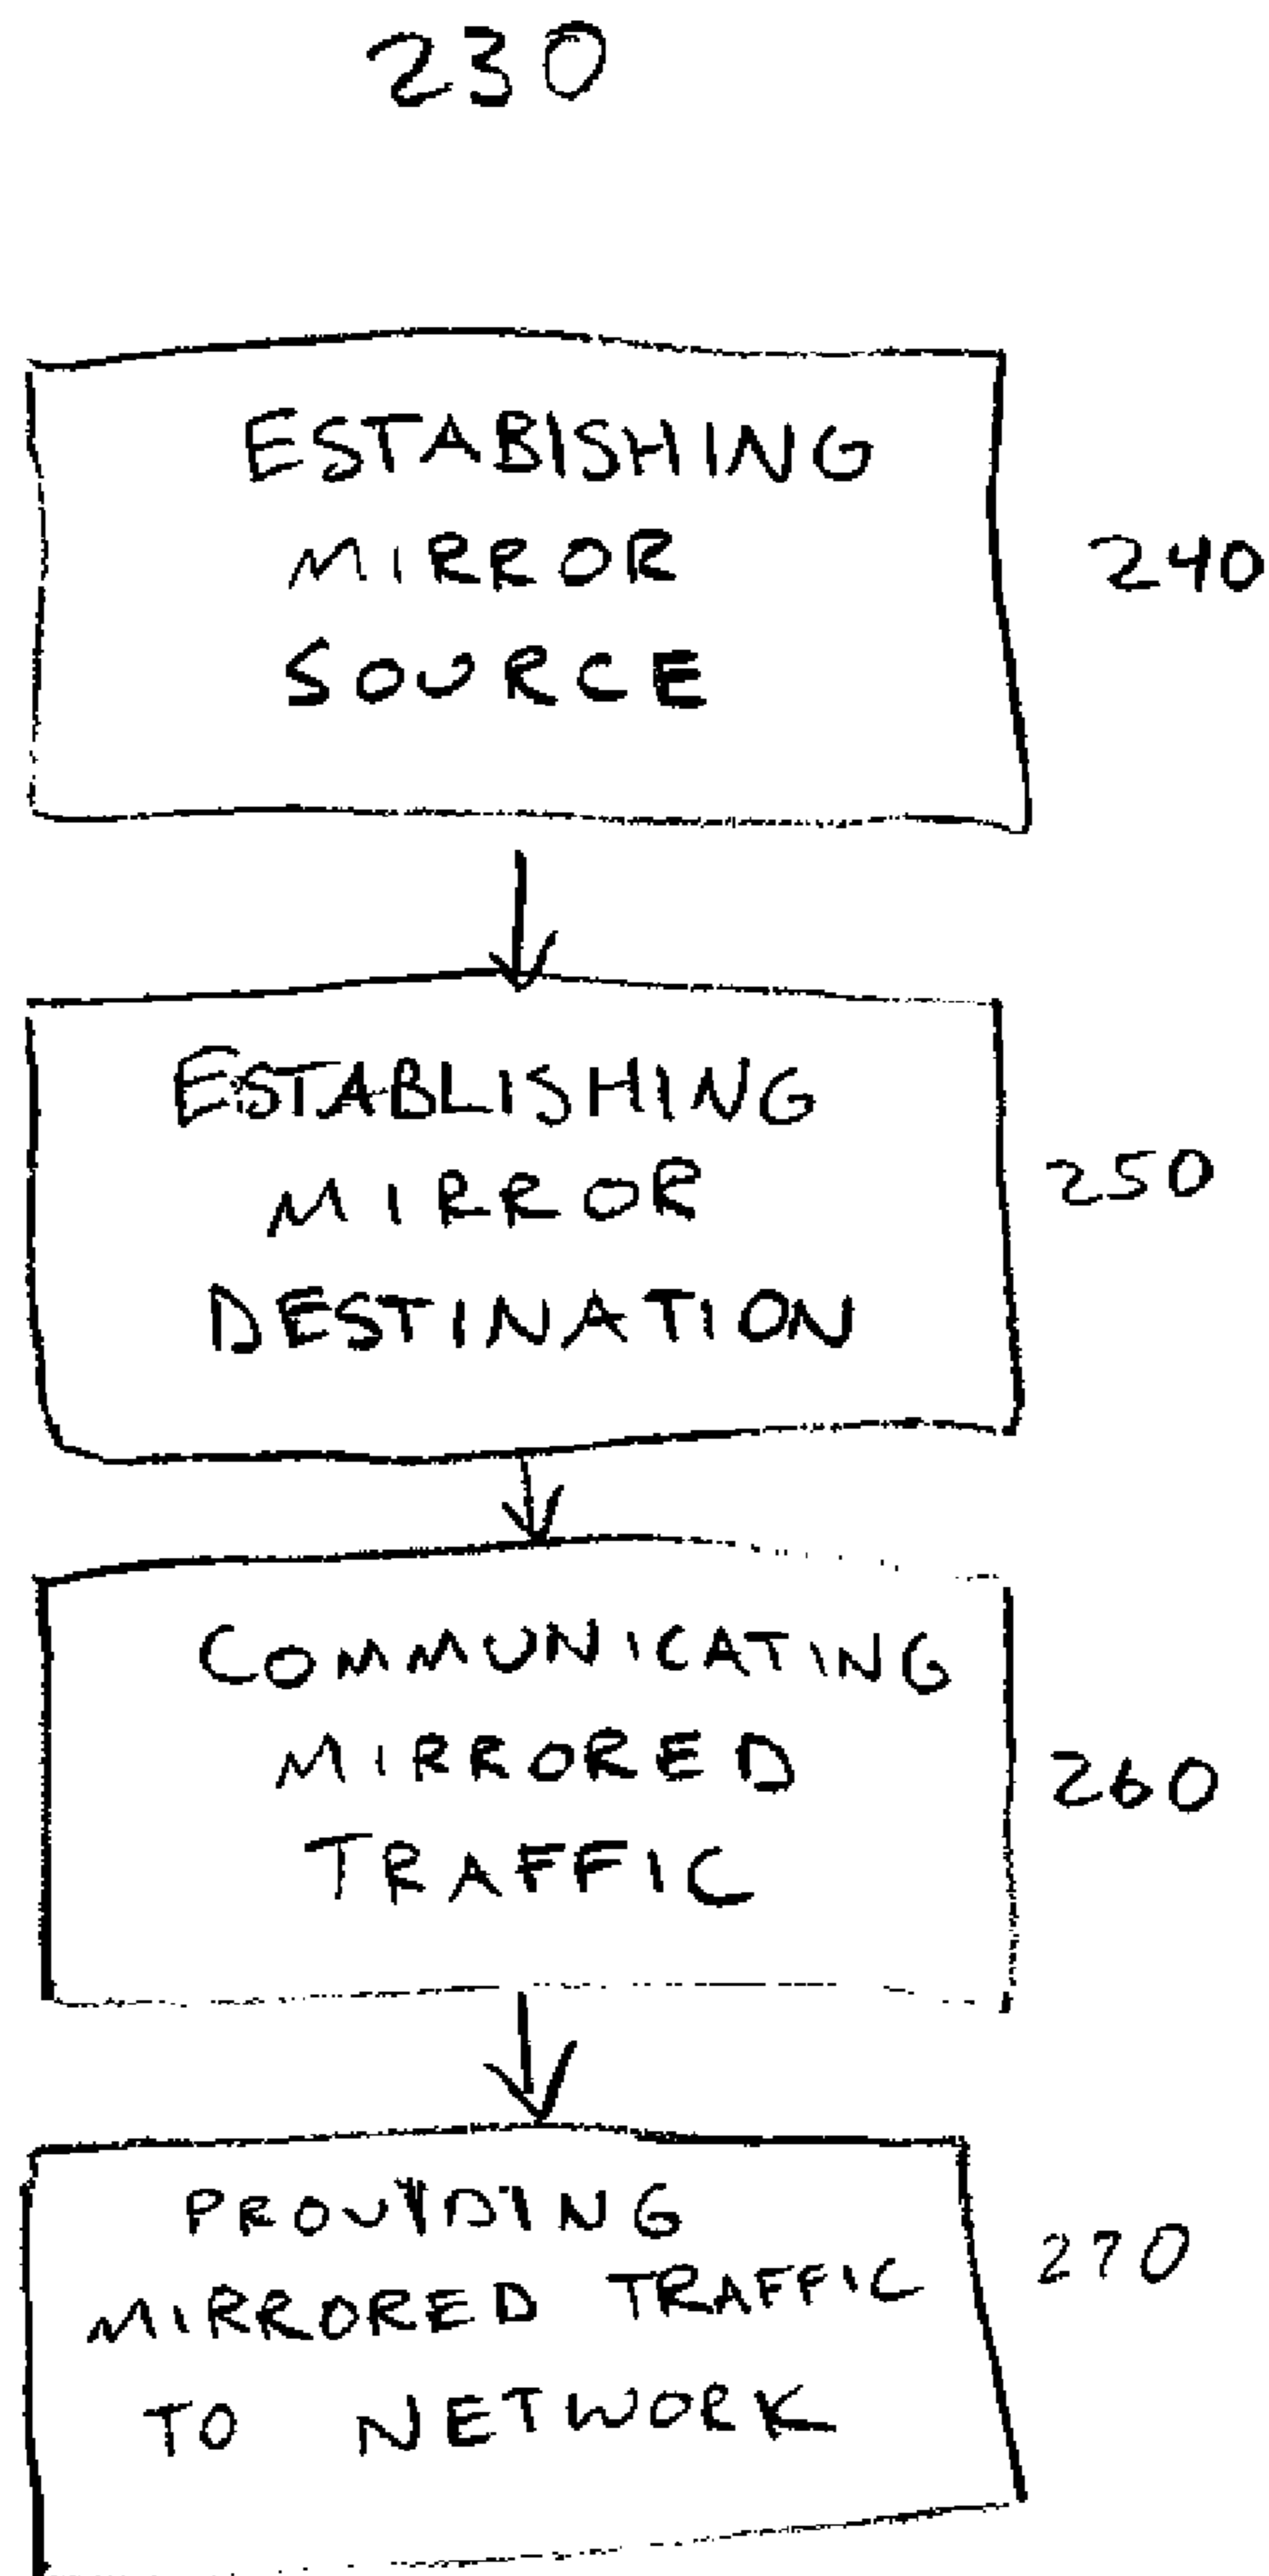 230
ESTABISHING
MIRROR
SOURCE
240
ESTABLISHING
MIRROR
DESTINATION
250
COMMUNICATING
MIRRORED
TRAFFIC
260
PROVIDING
MIRRORED TRAFFIC
TO NETWORK
270